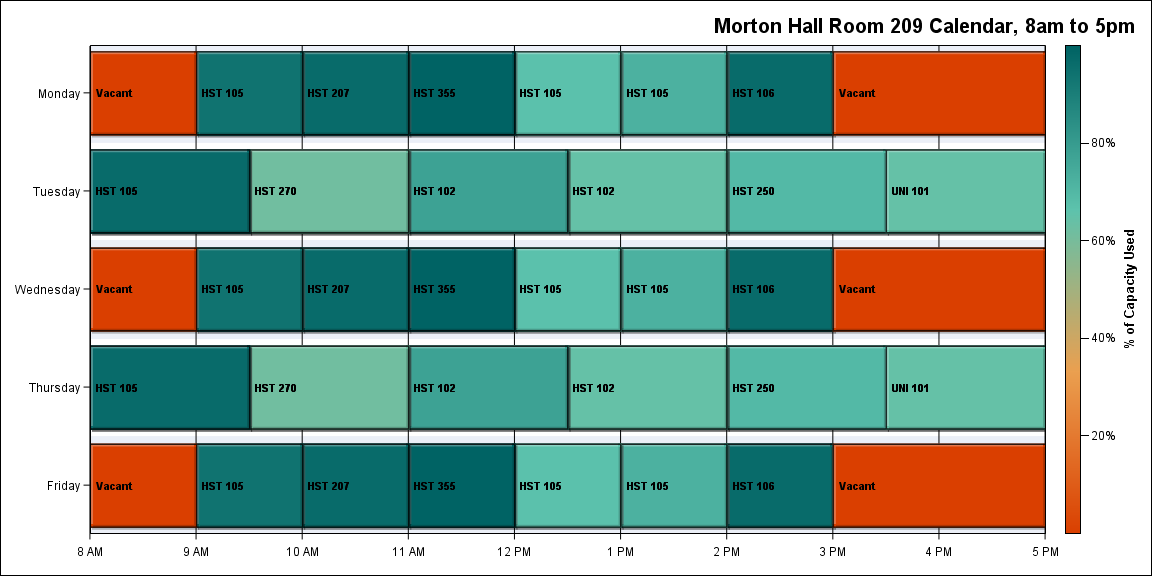 Morton Hall Room 209 Calendar, 8am to 5pm
Monday
Vacant
HST 105
HST 207
HST 355
HST 105
HST 105
HST 106
Vacant
Tuesday
HST 105
HST 270
HST 102
HST 102
HST 250
UNI 101
Wednesday
Vacant
HST 105
HST 207
HST 355
HST 105
HST 105
HST 106
Vacant
Thursday
HST 105
HST 270
HST 102
HST 102
HST 250
UNI 101
Friday
Vacant
HST 105
HST 207
HST 355
HST 105
HST 105
HST 106
Vacant
8 AM
9 AM
10 AM
11 AM
12 PM
1 PM
2 PM
3 PM
4 PM
5 PM
80%
60%
40%
20%
% of Capacity Used